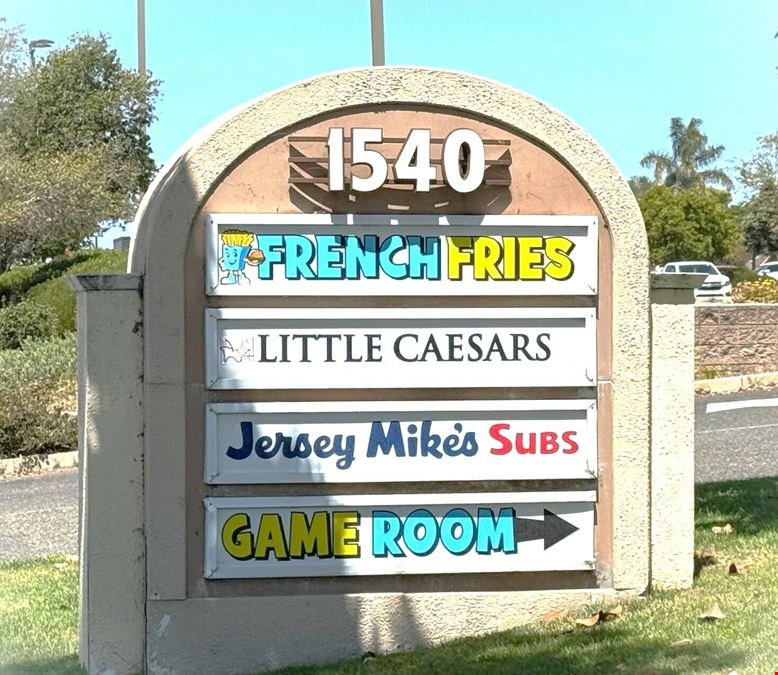 1540
FRENCH FRIES
LITTLE CAESARS
Jersey Mike's SUBS
GAME ROOM